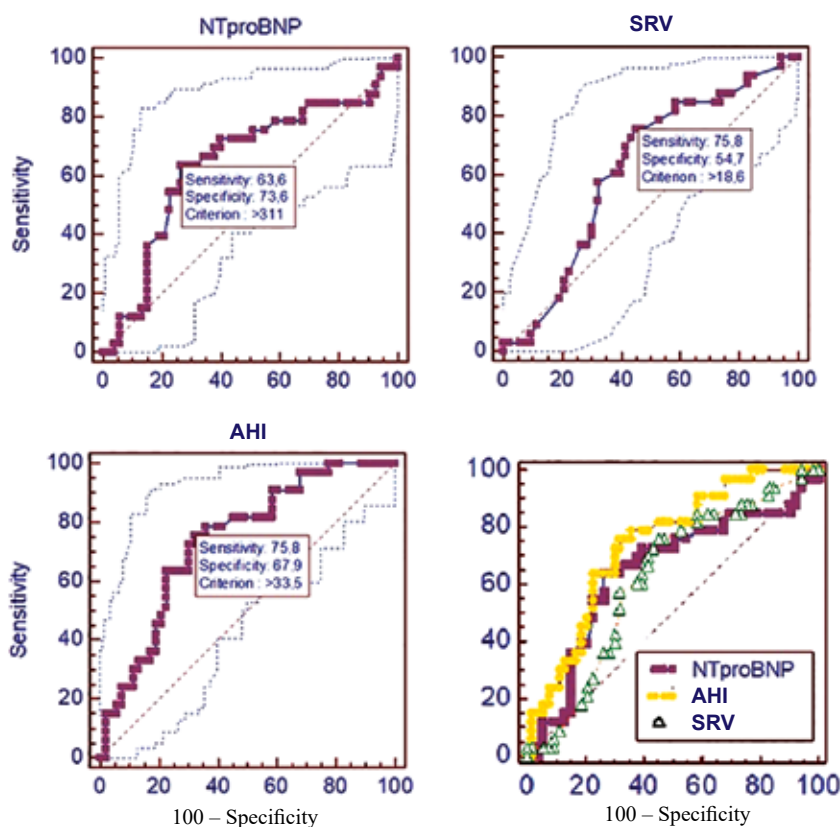 NTproBNP
100
80
60
40
20
0
Sensitivity
Sensitivity: 63,6
Specificity: 73,6
Criterion : >311
0 20 40 60 80 100
SRV
100
80
60
40
20
0
Sensitivity: 75,8
Specificity: 54,7
Criterion : >18,6
0 20 40 60 80 100
AHI
100
80
60
40
20
0
Sensitivity
Sensitivity: 75,8
Specificity: 67,9
Criterion : >33,5
0 20 40 60 80 100
100 – Specificity
100
80
60
40
20
0
NTproBNP
AHI
SRV
0 20 40 60 80 100
100 – Specificity